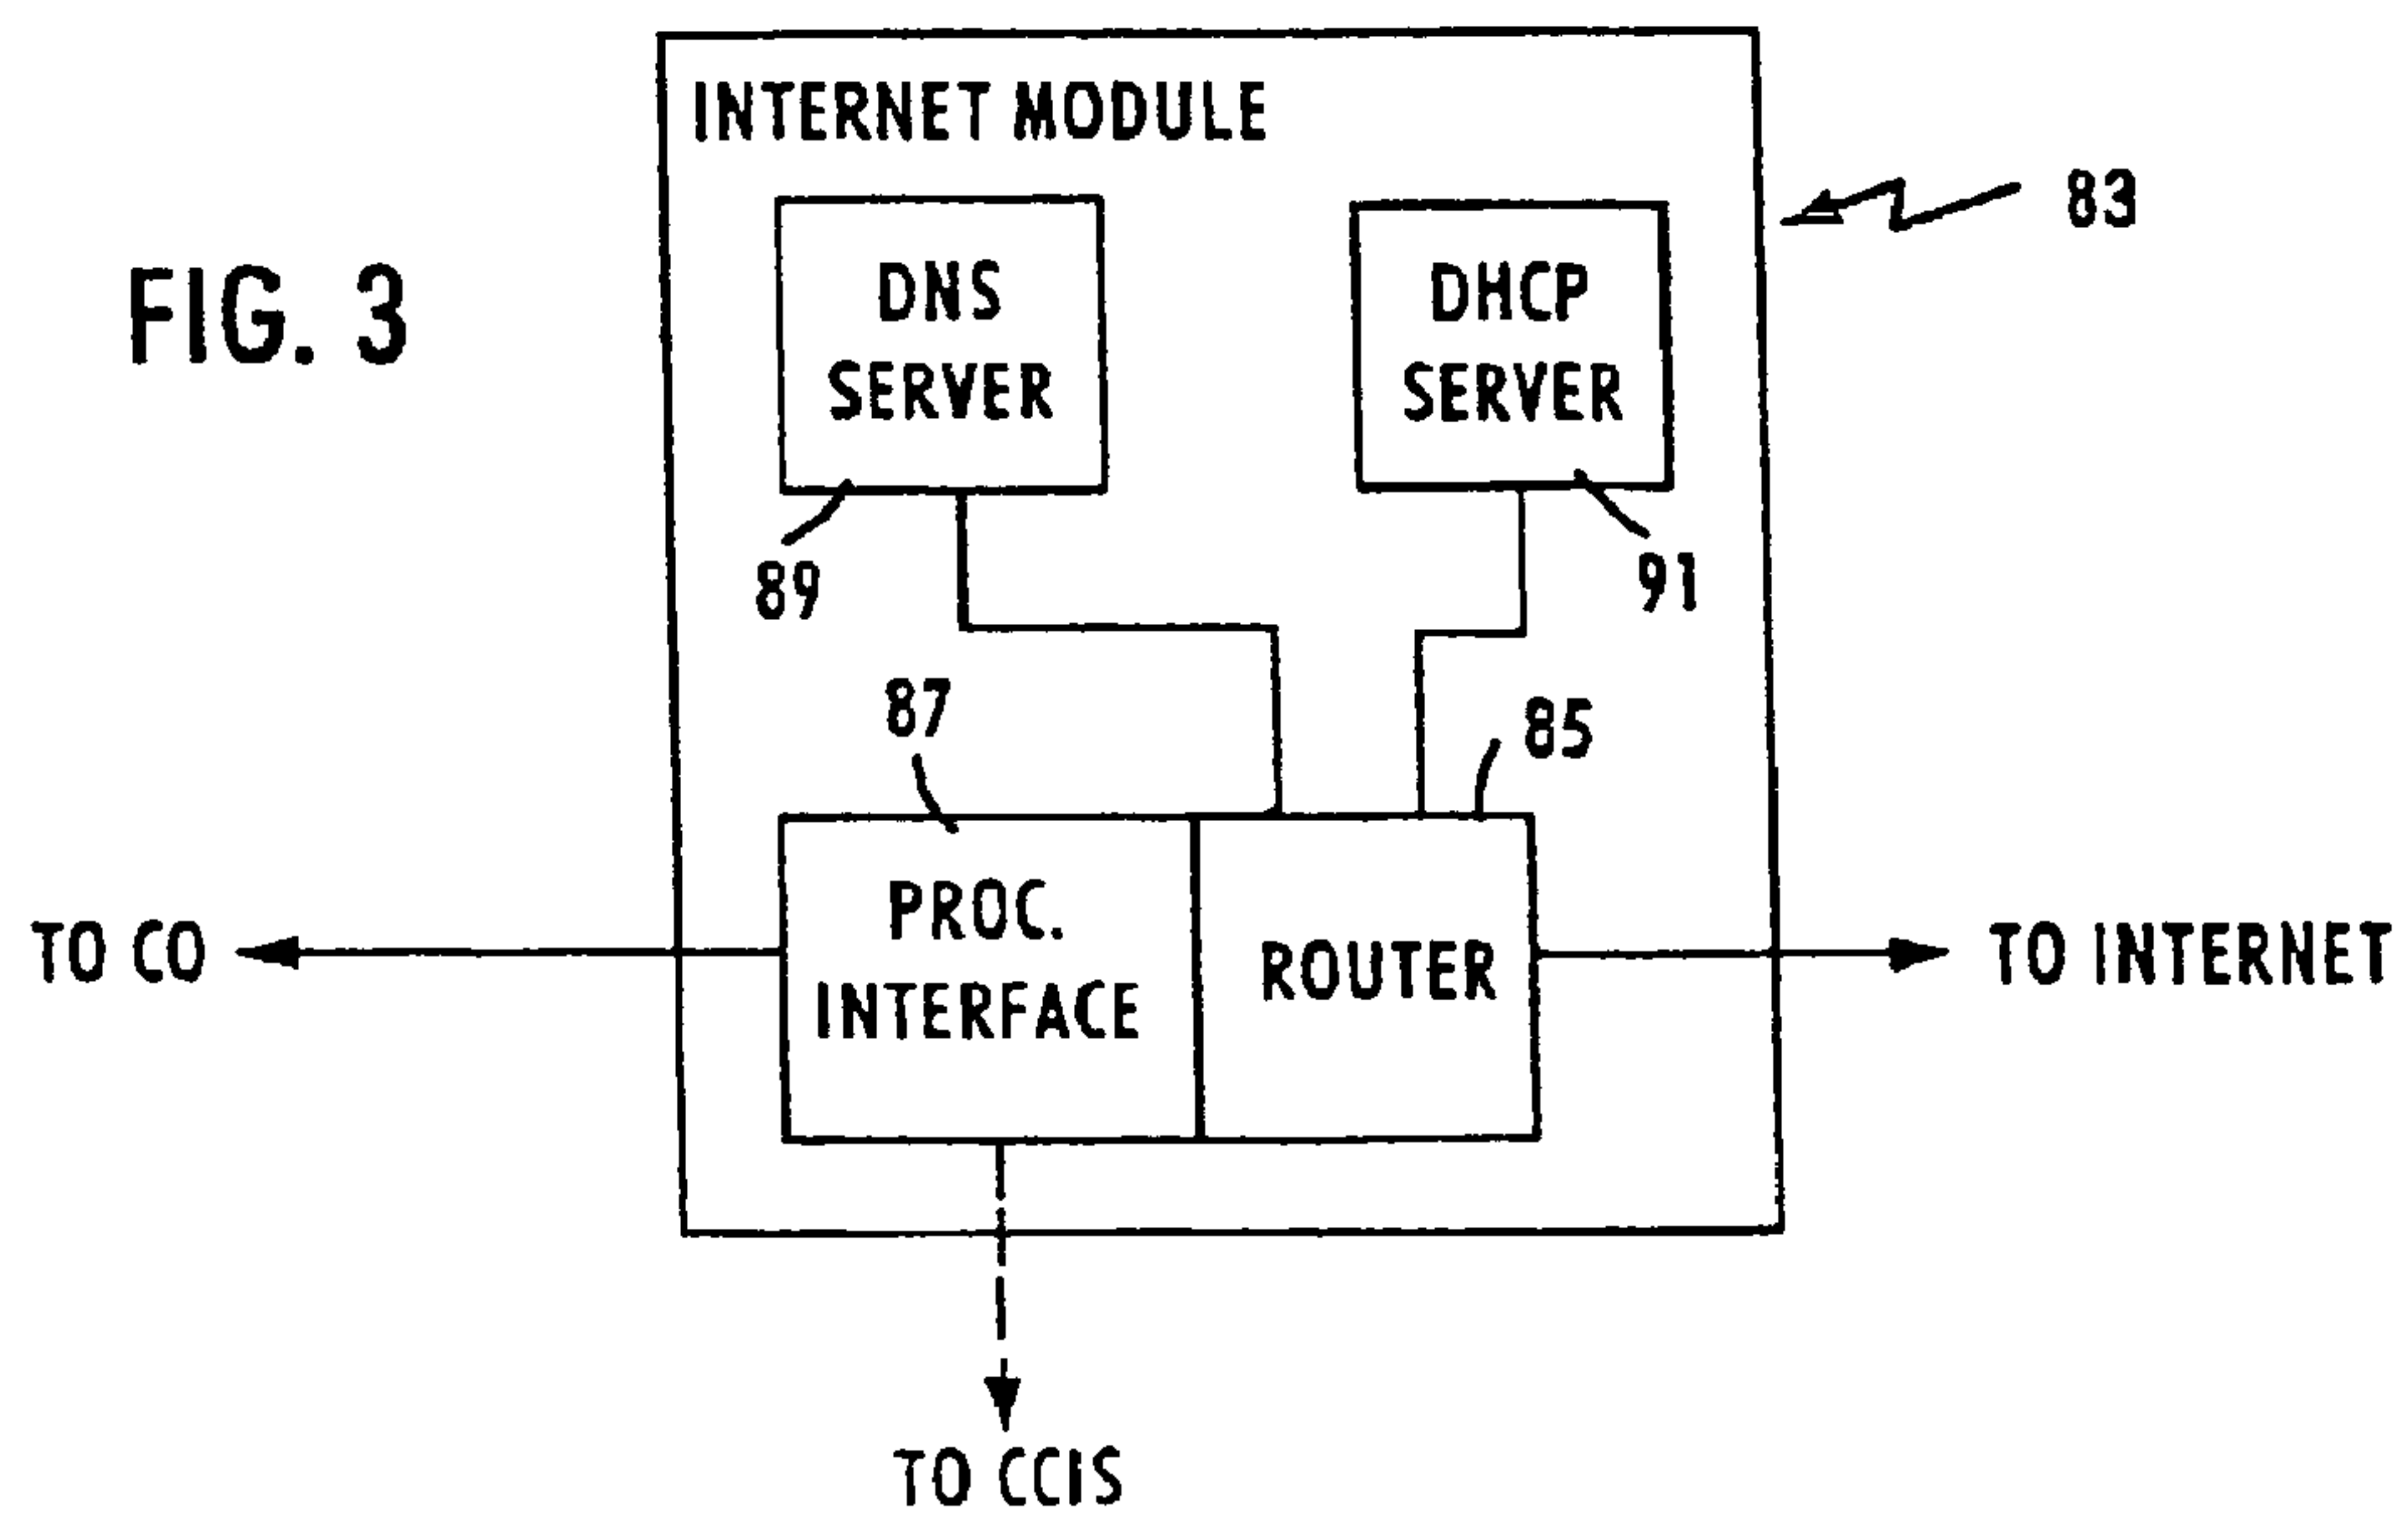 INTERNET MODULE
83
FIG. 3
DNS
SERVER
DHCP
SERVER
89
91
87
85
PROC.
INTERFACE
ROUTER
TO CO
TO INTERNET
TO CCIS